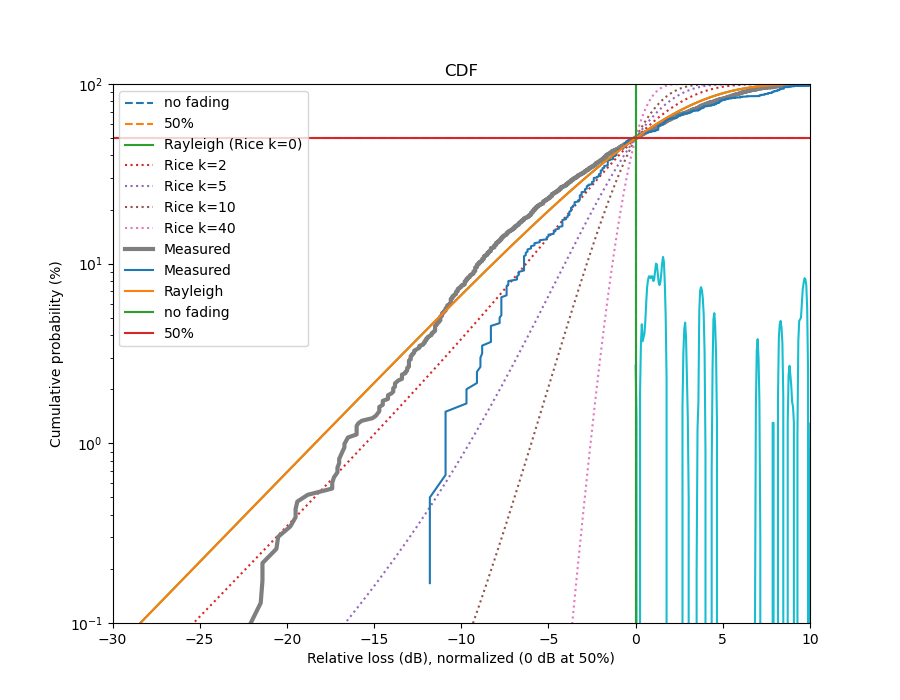 CDF
10²
10¹
10⁰
10⁻¹
Cumulative probability (%)
no fading
50%
Rayleigh (Rice k=0)
Rice k=2
Rice k=5
Rice k=10
Rice k=40
Measured
Measured
Rayleigh
no fading
50%
−30 −25 −20 −15 −10 −5 0 5 10
Relative loss (dB), normalized (0 dB at 50%)